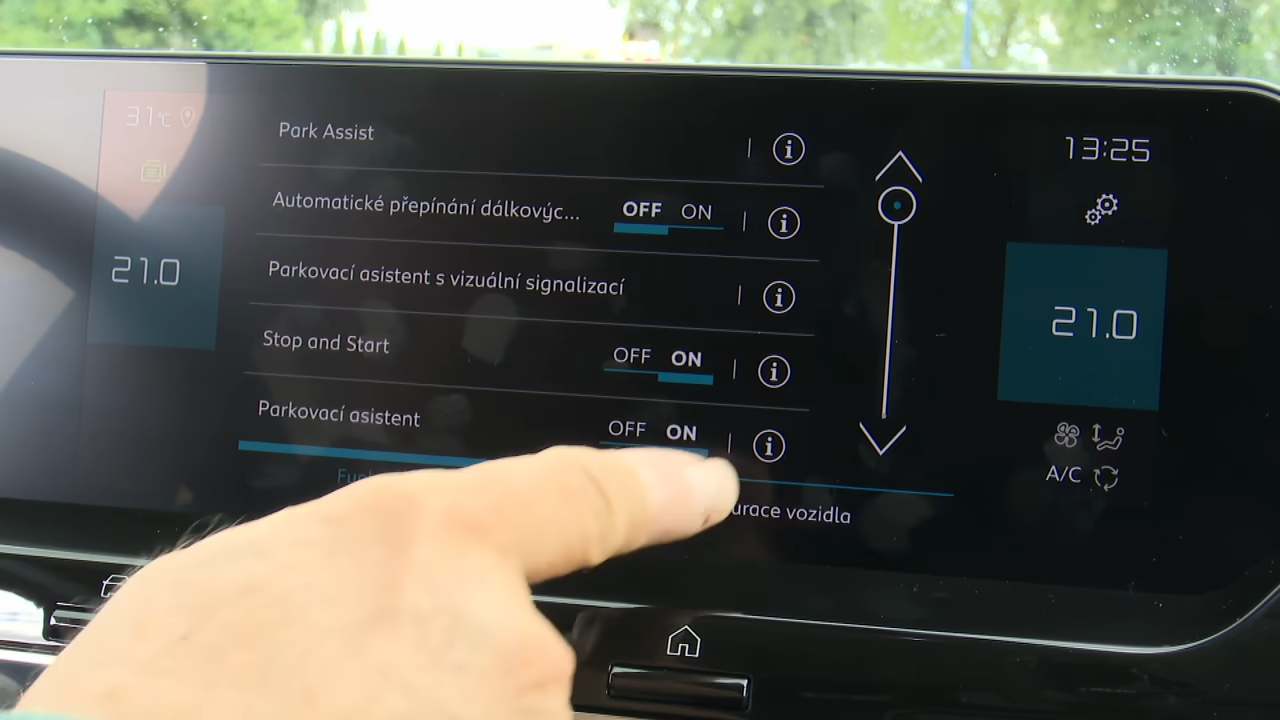 31°C
21.0
Park Assist
Automatické přepínání dálkovýc... OFF ON
Parkovací asistent s vizuální signalizací
Stop and Start OFF ON
Parkovací asistent OFF ON
vozidla
13:25
21.0
A/C